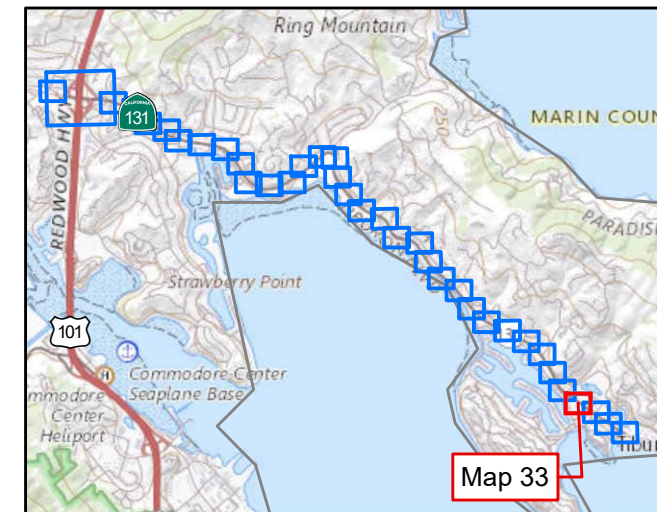 Ring Mountain
CALIFORNIA
131
250
MARIN COUN
REDWOOD HW
PARADIS
Strawberry Point
101
Commodore Center
Seaplane Base
mmodore
Center
Heliport
Tibur
Map 33